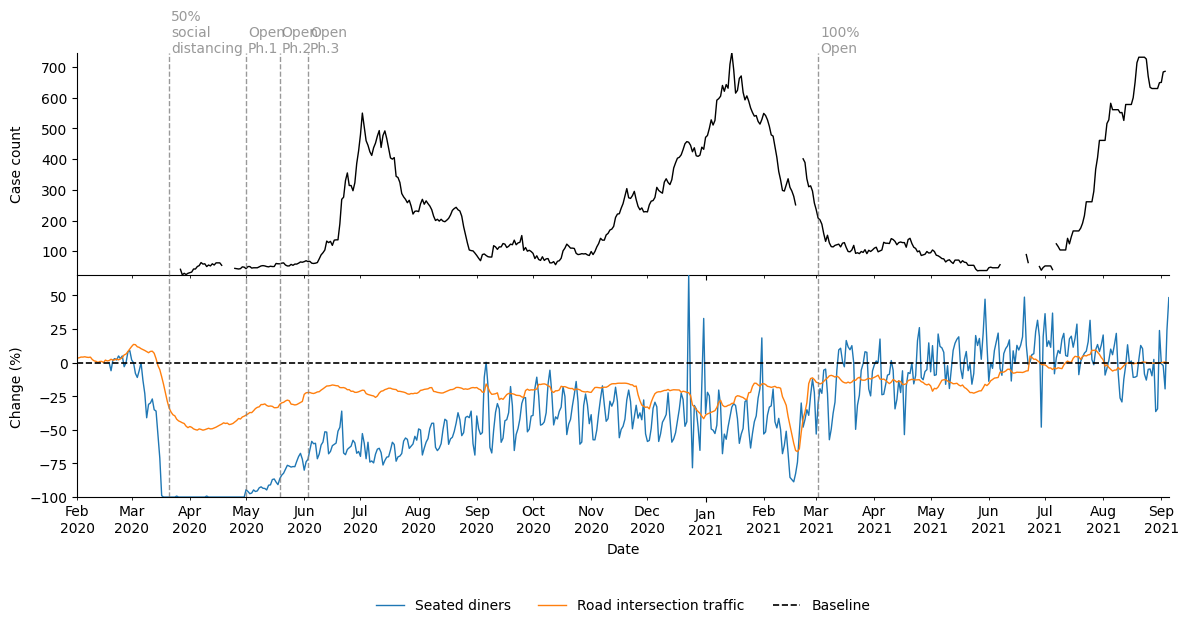 50%
social
distancing
Open
Ph.1
Open
Ph.2
Open
Ph.3
100%
Open
700
600
500
400
300
200
100
Case count
50
25
0
−25
−50
−75
−100
Change (%)
Feb
2020
Mar
2020
Apr
2020
May
2020
Jun
2020
Jul
2020
Aug
2020
Sep
2020
Oct
2020
Nov
2020
Dec
2020
Jan
2021
Feb
2021
Mar
2021
Apr
2021
May
2021
Jun
2021
Jul
2021
Aug
2021
Sep
2021
Date
Seated diners
Road intersection traffic
Baseline